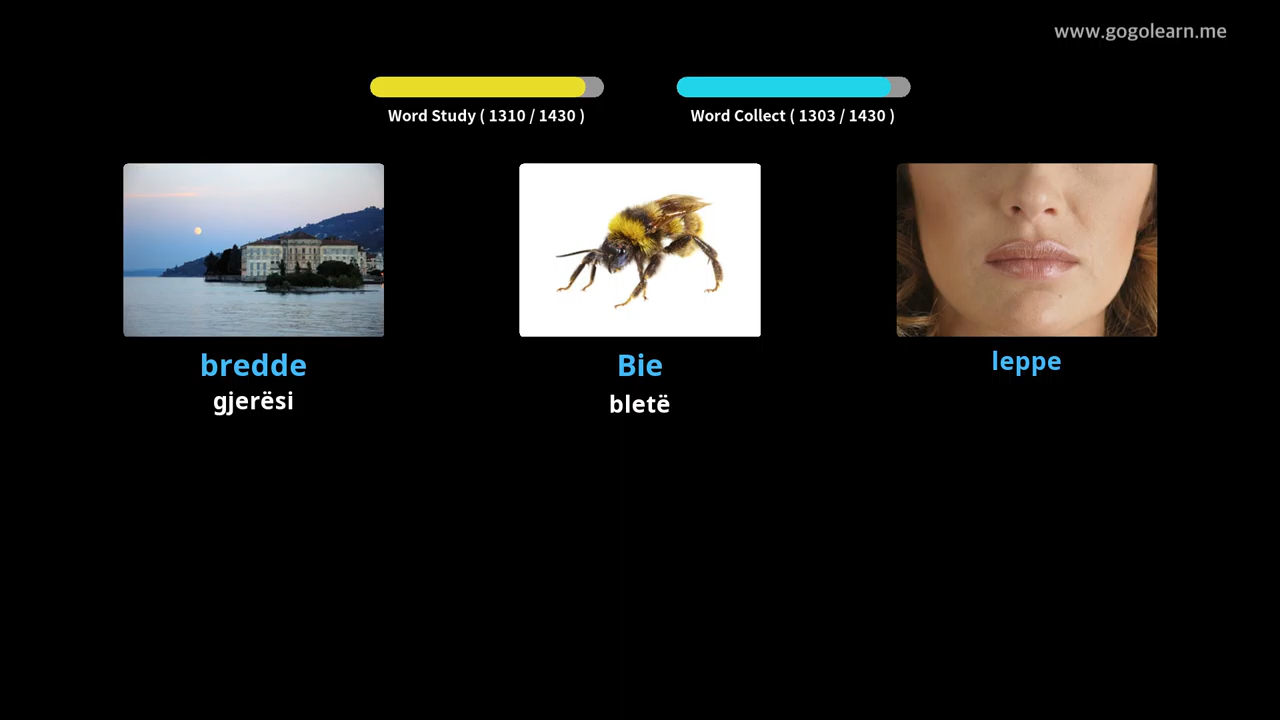 www.gogolearn.me
Word Study ( 1310 / 1430 )
Word Collect ( 1303 / 1430 )
bredde
gjerësi
Bie
bletë
leppe